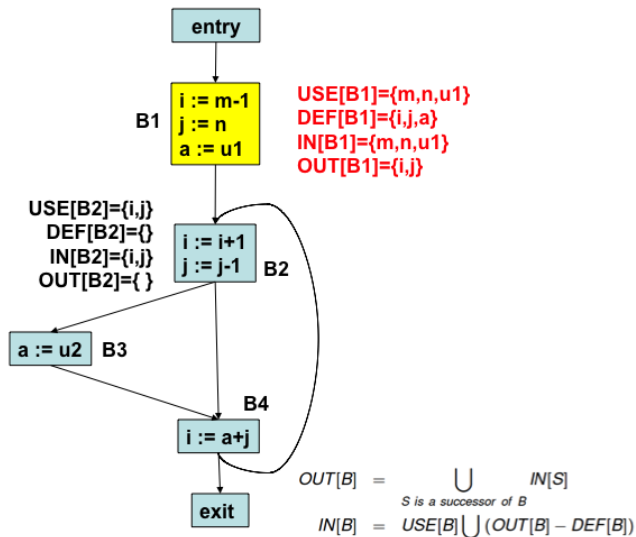 entry
B1
i := m-1
j := n
a := u1
USE[B1]={m,n,u1}
DEF[B1]={i,j,a}
IN[B1]={m,n,u1}
OUT[B1]={i,j}
USE[B2]={i,j}
DEF[B2]={}
IN[B2]={i,j}
OUT[B2]={ }
i := i+1
j := j-1
B2
a := u2
B3
B4
i := a+j
exit
OUT[B] = ⋃ IN[S]
S is a successor of B
IN[B] = USE[B] ⋃ (OUT[B] − DEF[B])